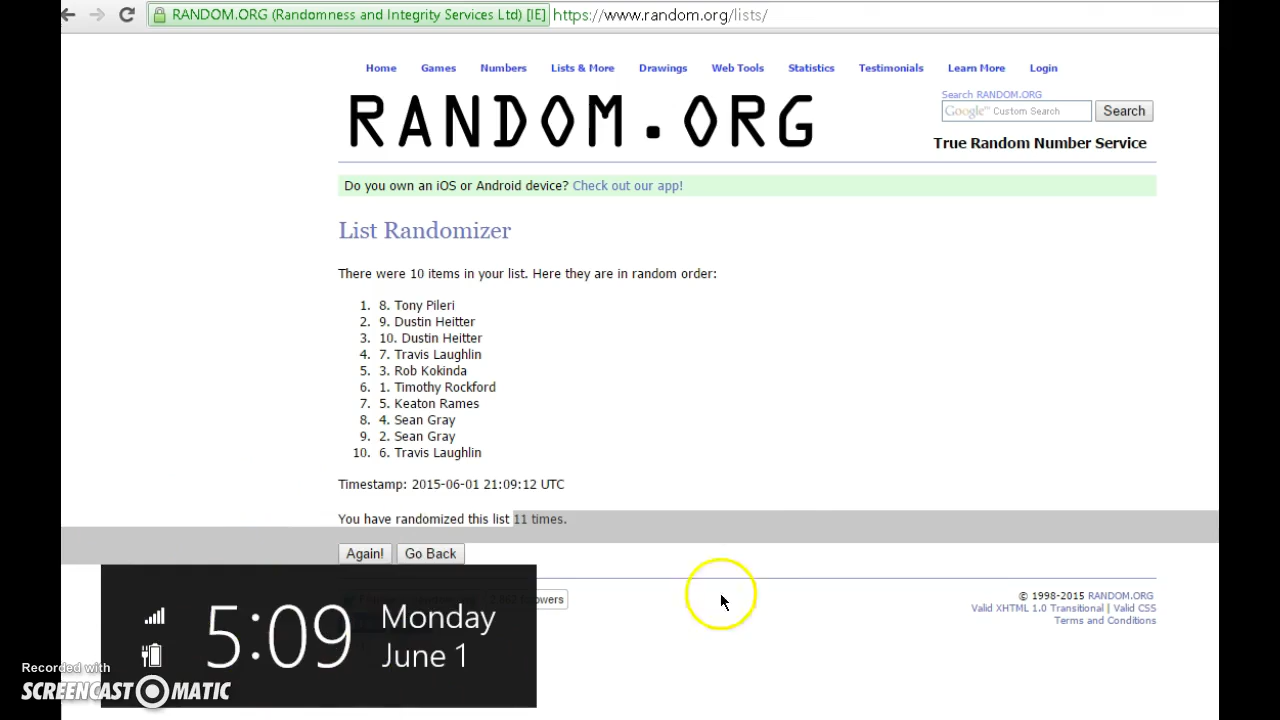 RANDOM.ORG (Randomness and Integrity Services Ltd) [IE] https://www.random.org/lists/
Home Games Numbers Lists & More Drawings Web Tools Statistics Testimonials Learn More Login
RANDOM.ORG
Search RANDOM.ORG
Google™ Custom Search Search
True Random Number Service
Do you own an iOS or Android device? Check out our app!
List Randomizer
There were 10 items in your list. Here they are in random order:
1. 8. Tony Pileri
2. 9. Dustin Heitter
3. 10. Dustin Heitter
4. 7. Travis Laughlin
5. 3. Rob Kokinda
6. 1. Timothy Rockford
7. 5. Keaton Rames
8. 4. Sean Gray
9. 2. Sean Gray
10. 6. Travis Laughlin
Timestamp: 2015-06-01 21:09:12 UTC
You have randomized this list 11 times.
Again! Go Back
© 1998-2015 RANDOM.ORG
Valid XHTML 1.0 Transitional | Valid CSS
Terms and Conditions
5:09 Monday
June 1
Recorded with
SCREENCAST-O-MATIC